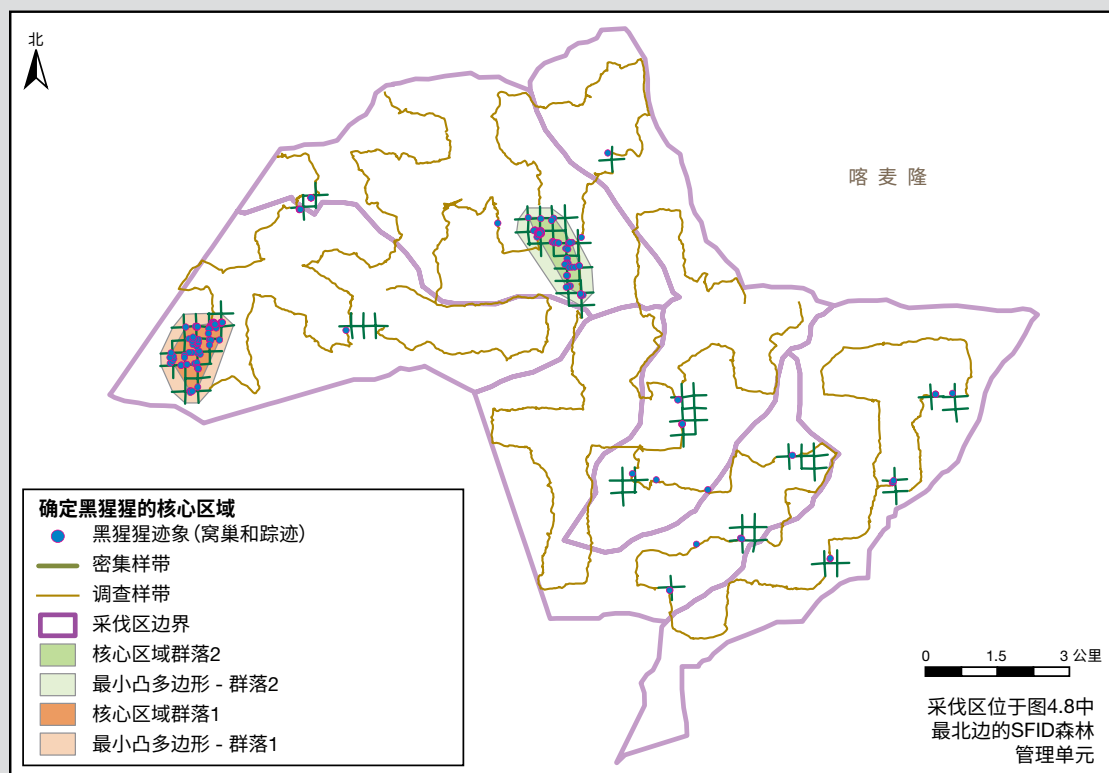 北
喀麦隆
确定黑猩猩的核心区域
黑猩猩迹象（窝巢和踪迹）
密集样带
调查样带
采伐区边界
核心区域群落2
最小凸多边形 - 群落2
核心区域群落1
最小凸多边形 - 群落1
0 1.5 3 公里
采伐区位于图4.8中
最北边的SFID森林
管理单元